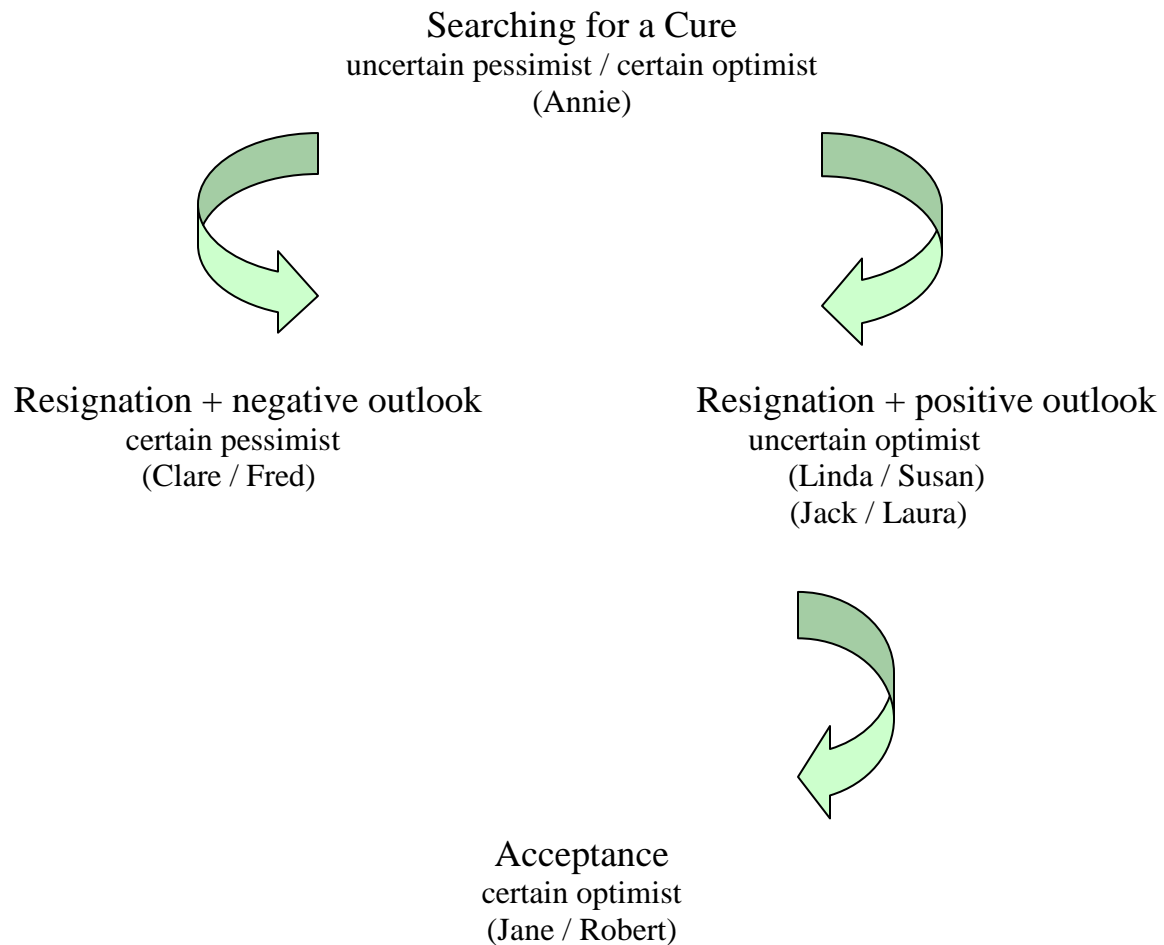 Searching for a Cure
uncertain pessimist / certain optimist
(Annie)
Resignation + negative outlook
certain pessimist
(Clare / Fred)
Resignation + positive outlook
uncertain optimist
(Linda / Susan)
(Jack / Laura)
Acceptance
certain optimist
(Jane / Robert)